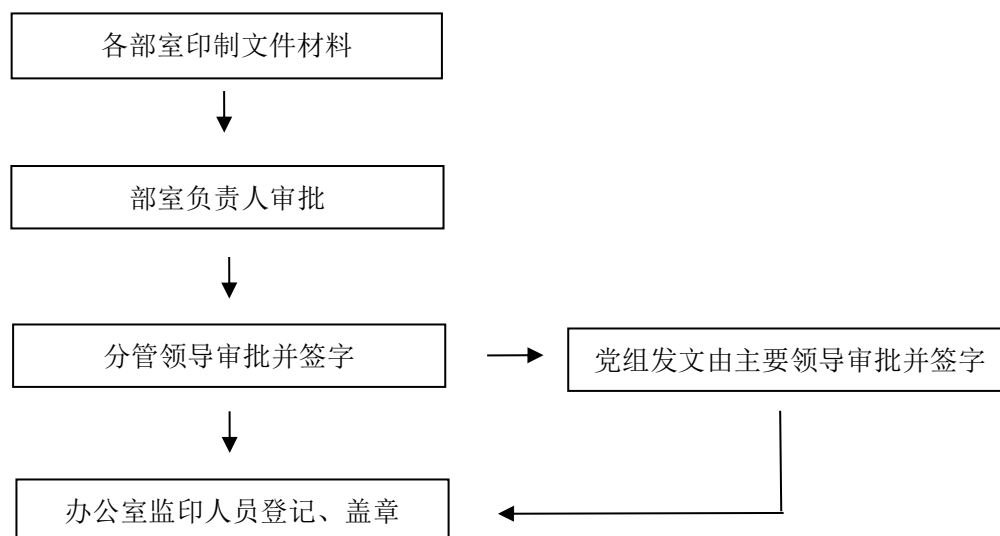 各部室印制文件材料
部室负责人审批
分管领导审批并签字
党组发文由主要领导审批并签字
办公室监印人员登记、盖章